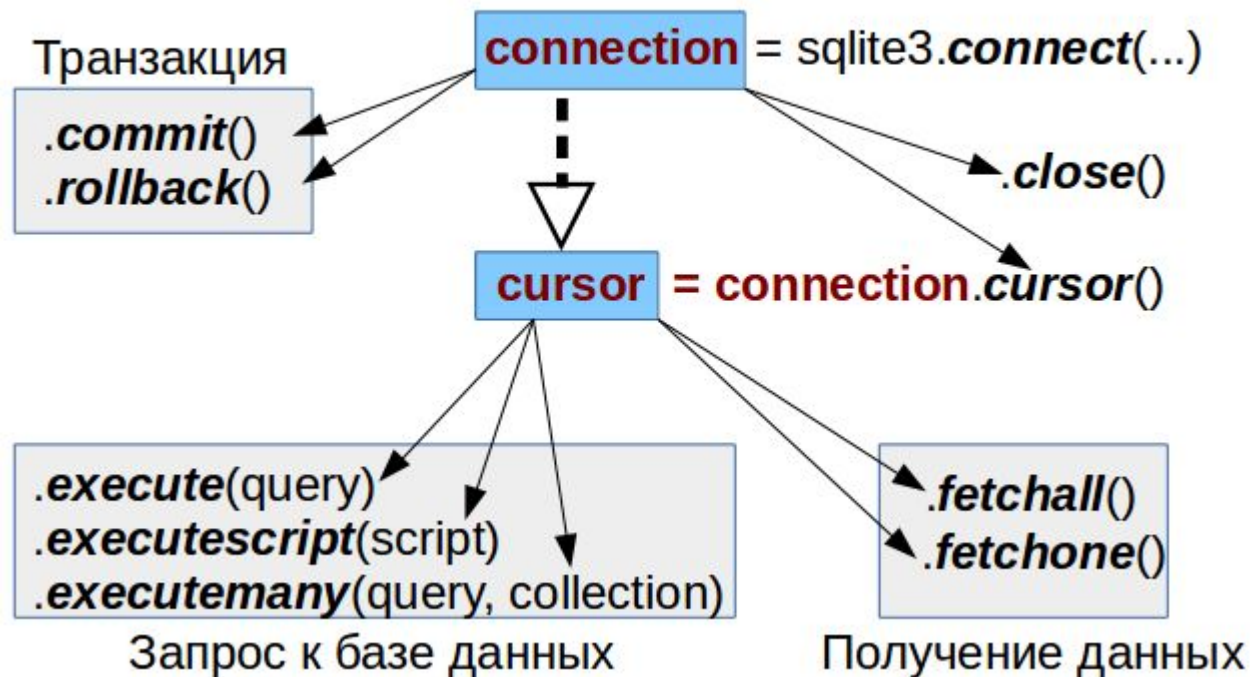 Транзакция
connection = sqlite3.connect(...)
.commit()
.rollback()
.close()
cursor = connection.cursor()
.execute(query)
.executescript(script)
.executemany(query, collection)
Запрос к базе данных
.fetchall()
.fetchone()
Получение данных